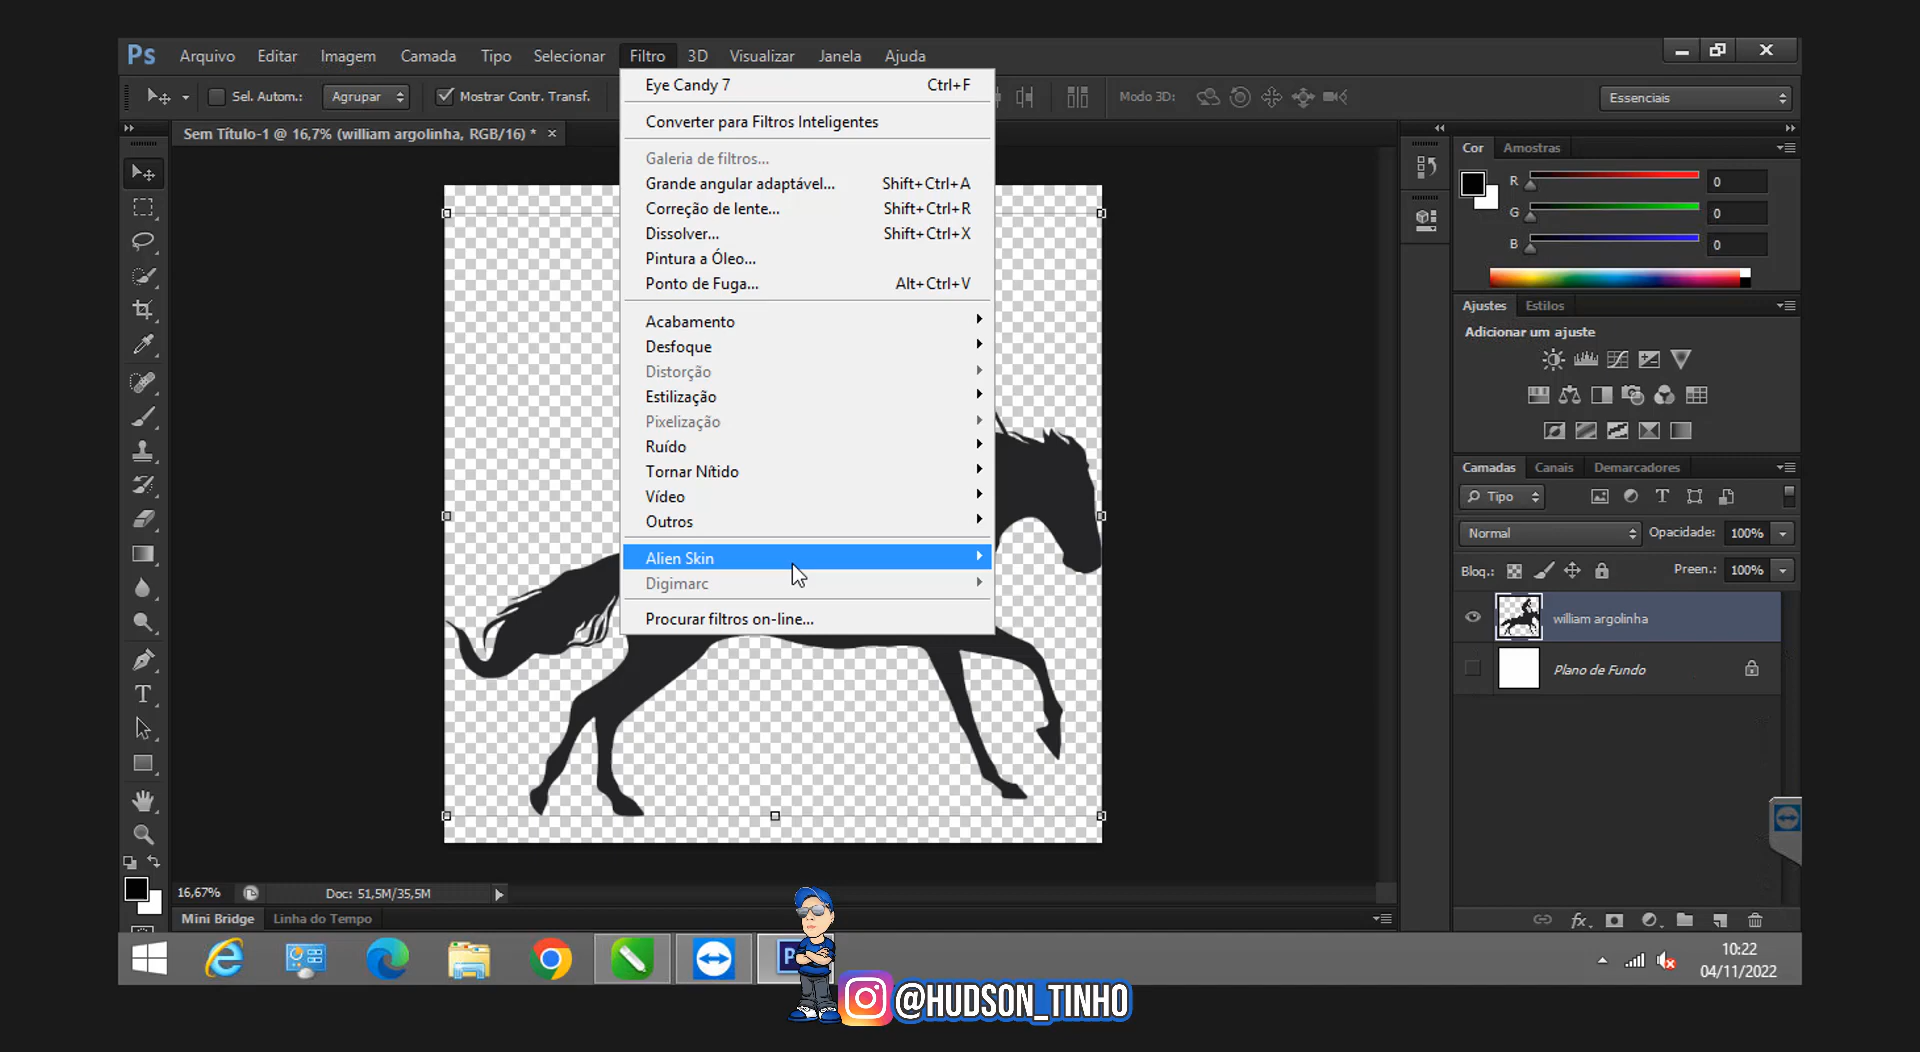 Ps Arquivo Editar Imagem Camada Tipo Selecionar Filtro 3D Visualizar Janela Ajuda
Sel. Autom.: Agrupar Mostrar Contr. Transf. Modo 3D: Essenciais
Sem Título-1 @ 16,7% (william argolinha, RGB/16) *
Eye Candy 7 Ctrl+F
Converter para Filtros Inteligentes
Galeria de filtros...
Grande angular adaptável... Shift+Ctrl+A
Correção de lente... Shift+Ctrl+R
Dissolver... Shift+Ctrl+X
Pintura a Óleo...
Ponto de Fuga... Alt+Ctrl+V
Acabamento
Desfoque
Distorção
Estilização
Pixelização
Ruído
Tornar Nítido
Vídeo
Outros
Alien Skin
Digimarc
Procurar filtros on-line...
Cor Amostras
R 0
G 0
B 0
Ajustes Estilos
Adicionar um ajuste
Camadas Canais Demarcadores
Tipo
Normal Opacidade: 100%
Bloq.: Preen.: 100%
william argolinha
Plano de Fundo
16,67% Doc: 51,5M/35,5M
Mini Bridge Linha do Tempo
10:22
04/11/2022
@HUDSON_TINHO